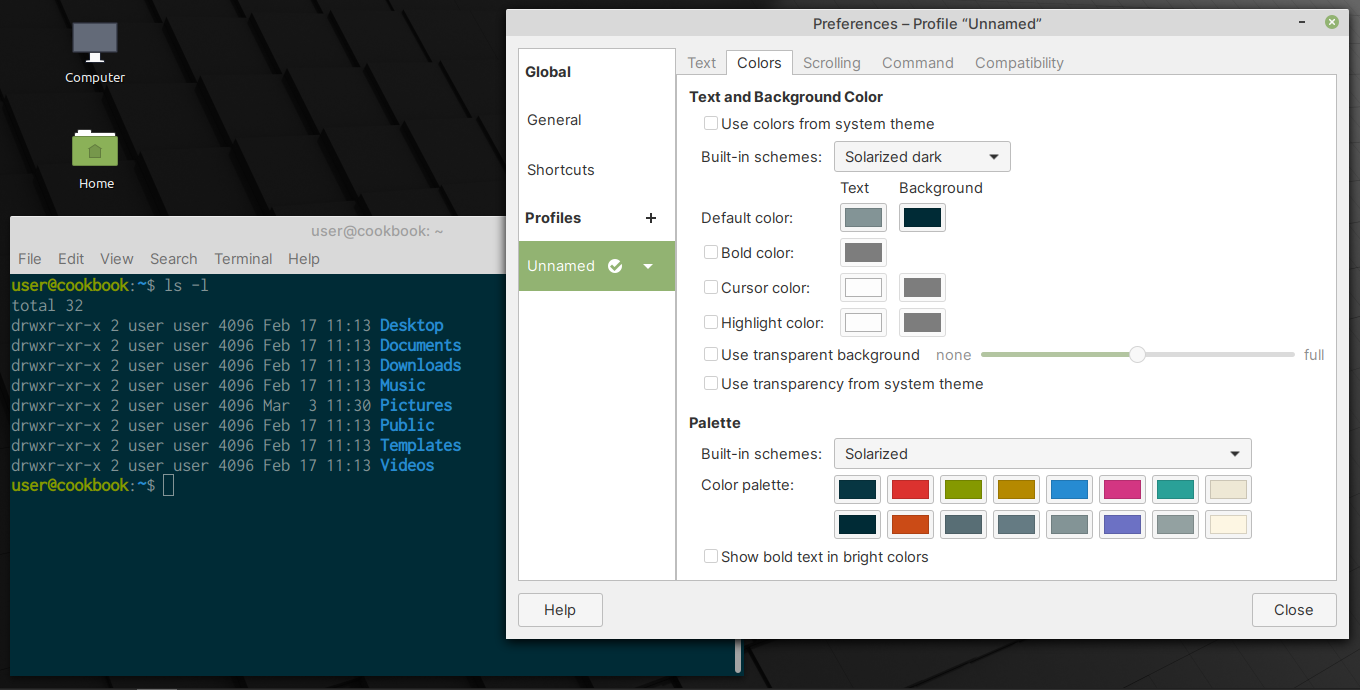 Computer
Home
user@cookbook: ~
File Edit View Search Terminal Help
user@cookbook:~$ ls -l
total 32
drwxr-xr-x 2 user user 4096 Feb 17 11:13 Desktop
drwxr-xr-x 2 user user 4096 Feb 17 11:13 Documents
drwxr-xr-x 2 user user 4096 Feb 17 11:13 Downloads
drwxr-xr-x 2 user user 4096 Feb 17 11:13 Music
drwxr-xr-x 2 user user 4096 Mar  3 11:30 Pictures
drwxr-xr-x 2 user user 4096 Feb 17 11:13 Public
drwxr-xr-x 2 user user 4096 Feb 17 11:13 Templates
drwxr-xr-x 2 user user 4096 Feb 17 11:13 Videos
user@cookbook:~$
Preferences – Profile “Unnamed”
Global
General
Shortcuts
Profiles +
Unnamed
Text Colors Scrolling Command Compatibility
Text and Background Color
Use colors from system theme
Built-in schemes: Solarized dark
Text Background
Default color:
Bold color:
Cursor color:
Highlight color:
Use transparent background none full
Use transparency from system theme
Palette
Built-in schemes: Solarized
Color palette:
Show bold text in bright colors
Help Close